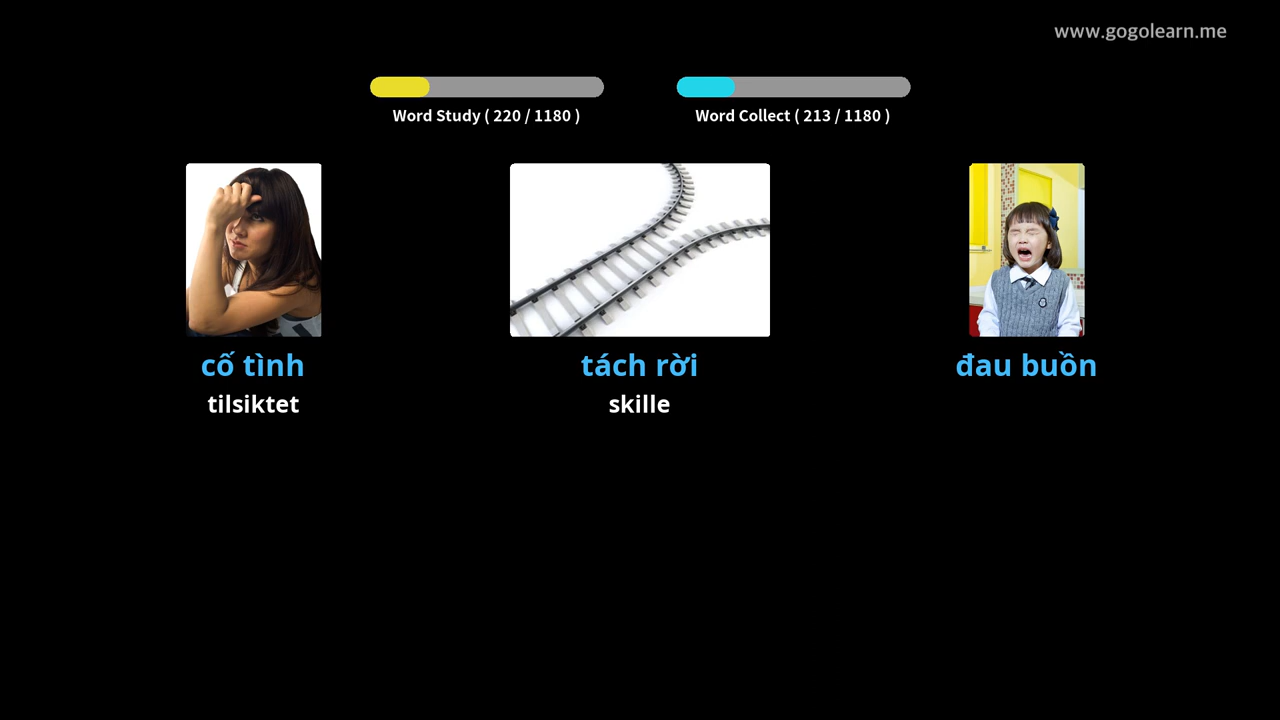 www.gogolearn.me
Word Study ( 220 / 1180 )
Word Collect ( 213 / 1180 )
cố tình
tilsiktet
tách rời
skille
đau buồn